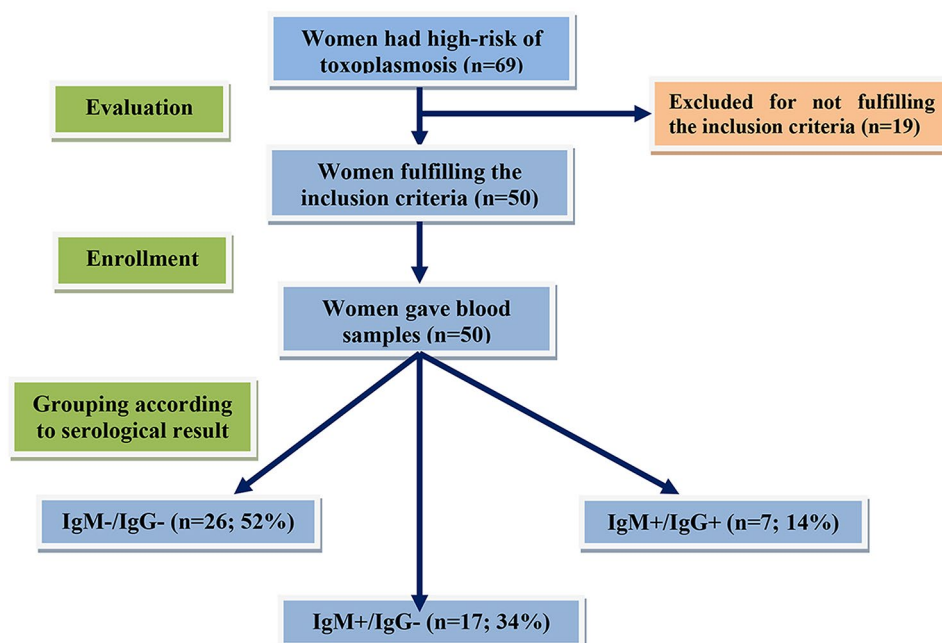 Women had high-risk of
toxoplasmosis (n=69)
Evaluation
Excluded for not fulfilling
the inclusion criteria (n=19)
Women fulfilling the
inclusion criteria (n=50)
Enrollment
Women gave blood
samples (n=50)
Grouping according
to serological result
IgM-/IgG- (n=26; 52%)
IgM+/IgG+ (n=7; 14%)
IgM+/IgG- (n=17; 34%)